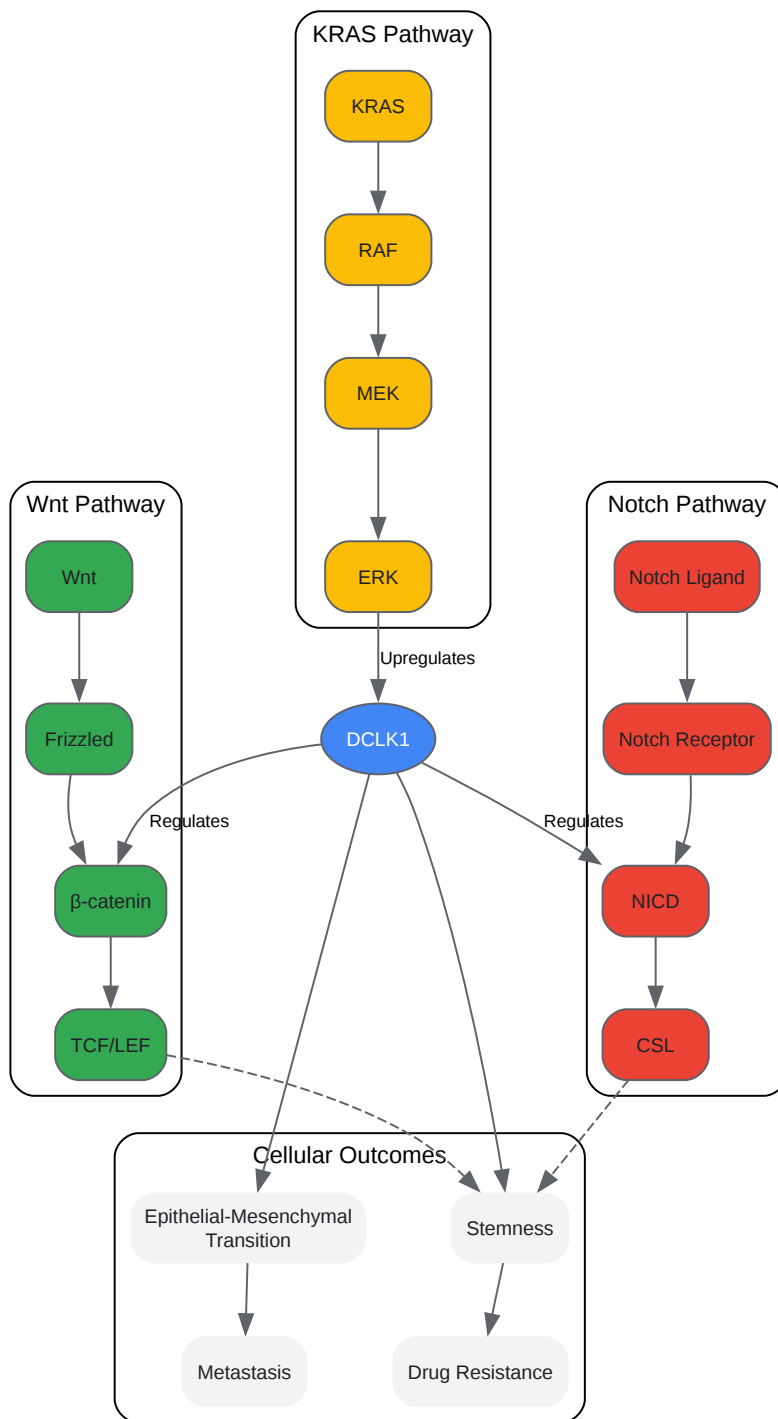 KRAS Pathway
KRAS
RAF
MEK
ERK
Wnt Pathway
Wnt
Frizzled
β-catenin
TCF/LEF
Notch Pathway
Notch Ligand
Notch Receptor
NICD
CSL
Upregulates
DCLK1
Regulates
Regulates
Cellular Outcomes
Epithelial-Mesenchymal
Transition
Stemness
Metastasis
Drug Resistance